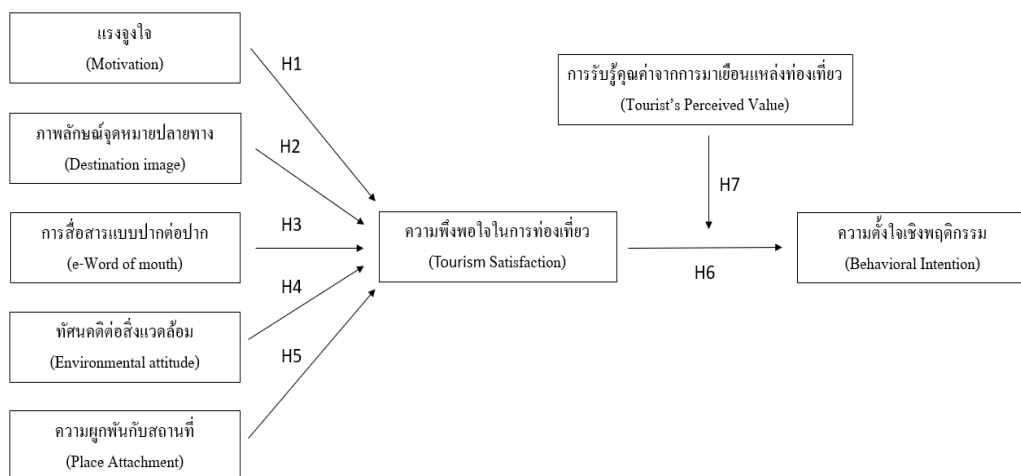 แรงจูงใจ
(Motivation)
H1
ภาพลักษณ์จุดหมายปลายทาง
(Destination image)
H2
การสื่อสารแบบปากต่อปาก
(e-Word of mouth)
H3
ทัศนคติต่อสิ่งแวดล้อม
(Environmental attitude)
H4
ความผูกพันกับสถานที่
(Place Attachment)
H5
ความพึงพอใจในการท่องเที่ยว
(Tourism Satisfaction)
การรับรู้คุณค่าจากการมาเยือนแหล่งท่องเที่ยว
(Tourist's Perceived Value)
H7
H6
ความตั้งใจเชิงพฤติกรรม
(Behavioral Intention)